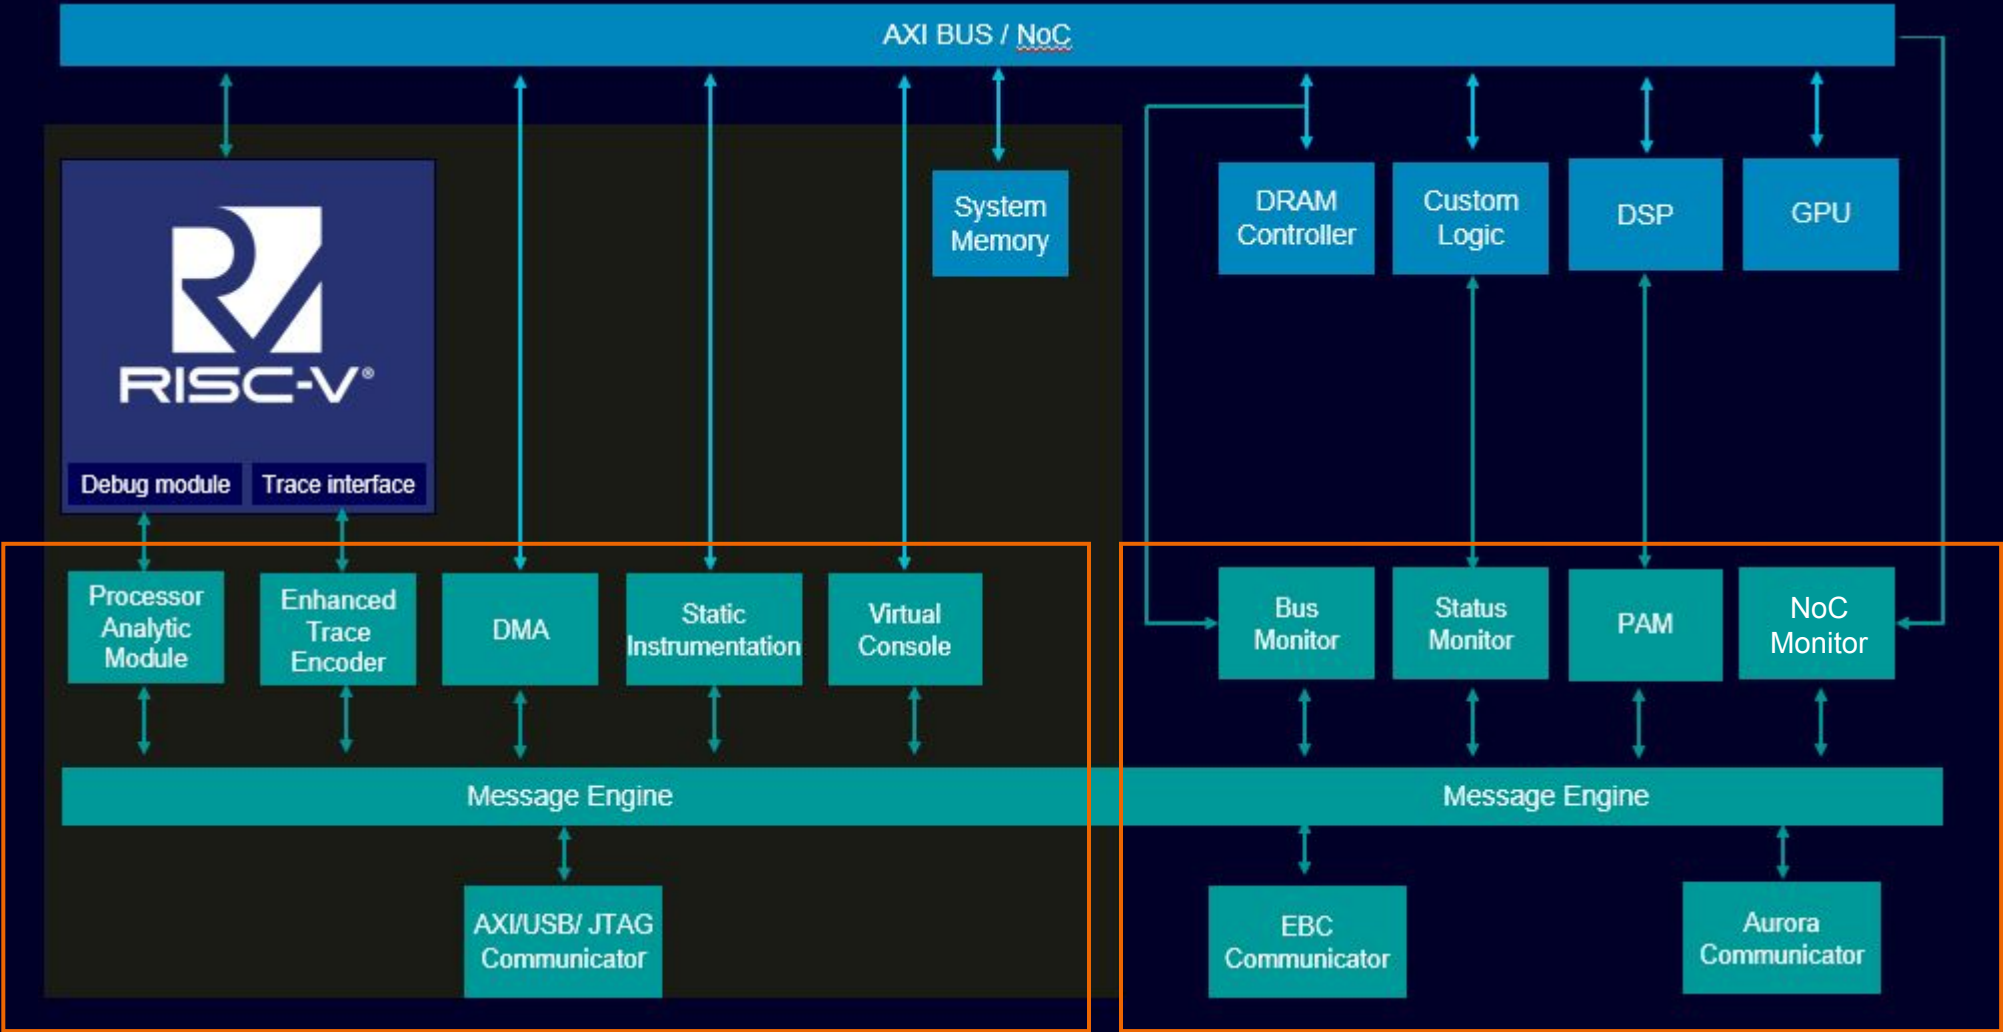 AXI BUS / NoC
RISC-V®
Debug module
Trace interface
System
Memory
DRAM
Controller
Custom
Logic
DSP
GPU
Processor
Analytic
Module
Enhanced
Trace
Encoder
DMA
Static
Instrumentation
Virtual
Console
Bus
Monitor
Status
Monitor
PAM
NoC
Monitor
Message Engine
Message Engine
AXI/USB/ JTAG
Communicator
EBC
Communicator
Aurora
Communicator